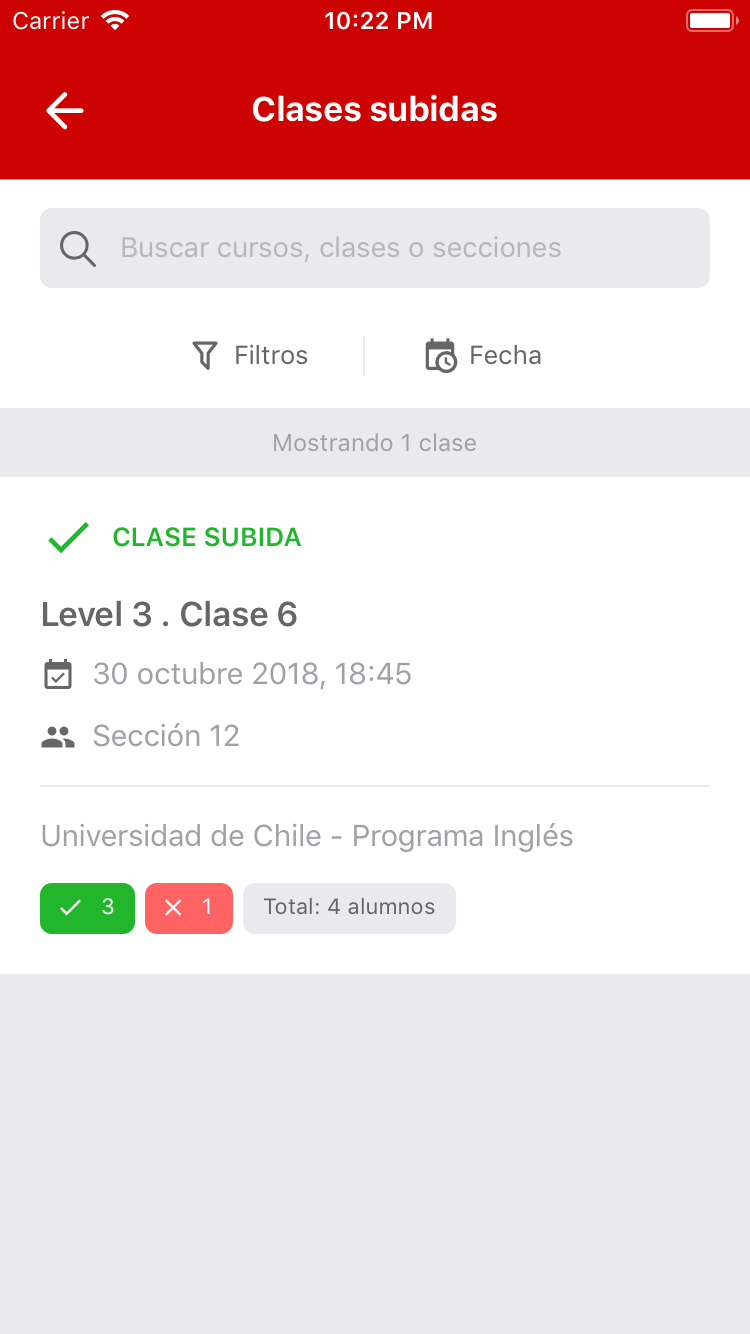 Carrier 10:22 PM
Clases subidas
Buscar cursos, clases o secciones
Filtros Fecha
Mostrando 1 clase
CLASE SUBIDA
Level 3 . Clase 6
30 octubre 2018, 18:45
Sección 12
Universidad de Chile - Programa Inglés
3 1 Total: 4 alumnos